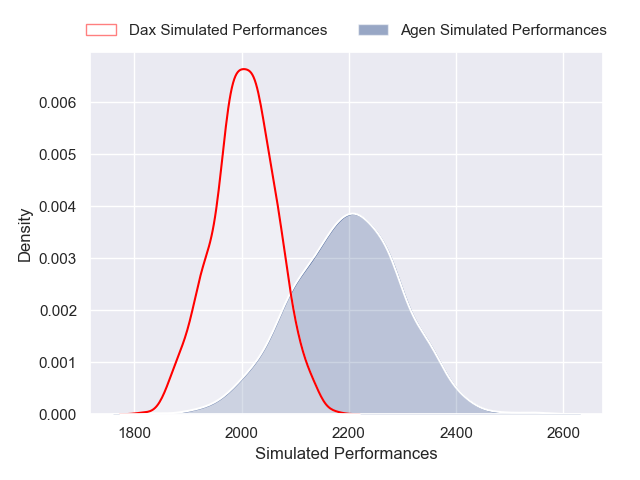 Dax Simulated Performances
Agen Simulated Performances
0.006
0.005
0.004
0.003
0.002
0.001
0.000
Density
1800 2000 2200 2400 2600
Simulated Performances